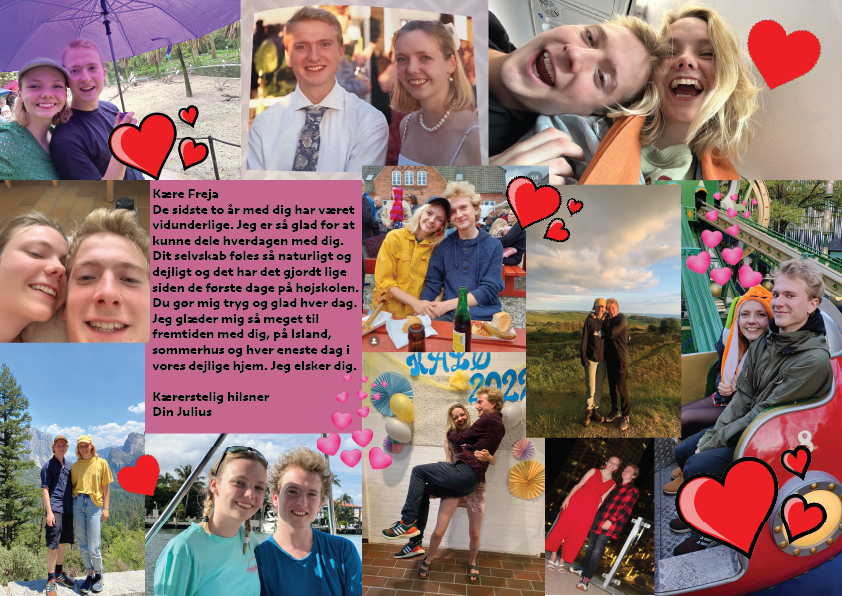 Kære Freja
De sidste to år med dig har været
vidunderlige. Jeg er så glad for at
kunne dele hverdagen med dig.
Dit selvskab føles så naturligt og
dejligt og det har det gjordt lige
siden de første dage på højskolen.
Du gør mig tryg og glad hver dag.
Jeg glæder mig så meget til
fremtiden med dig, på Island,
sommerhus og hver eneste dag i
vores dejlige hjem. Jeg elsker dig.
Kærerstelig hilsner
Din Julius
KALØ
2022
8